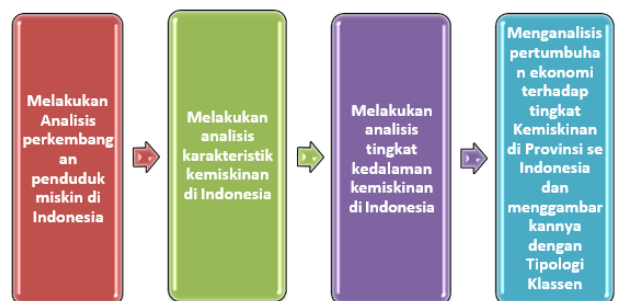 Melakukan
Analisis
perkembang
an
penduduk
miskin di
Indonesia
Melakukan
analisis
karakteristik
kemiskinan
di Indonesia
Melakukan
analisis
tingkat
kedalaman
kemiskinan
di Indonesia
Menganalisis
pertumbuha
n ekonomi
terhadap
tingkat
Kemiskinan
di Provinsi se
Indonesia
dan
menggambar
kannya
dengan
Tipologi
Klassen